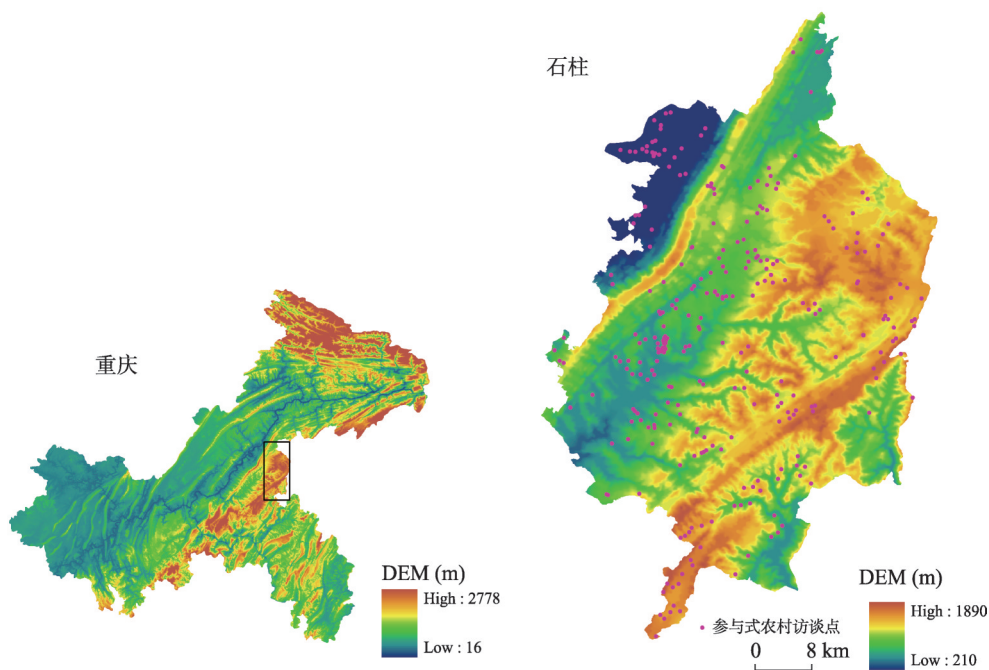 石柱
重庆
DEM (m)
High : 2778
Low : 16
DEM (m)
High : 1890
Low : 210
参与式农村访谈点
0 8 km